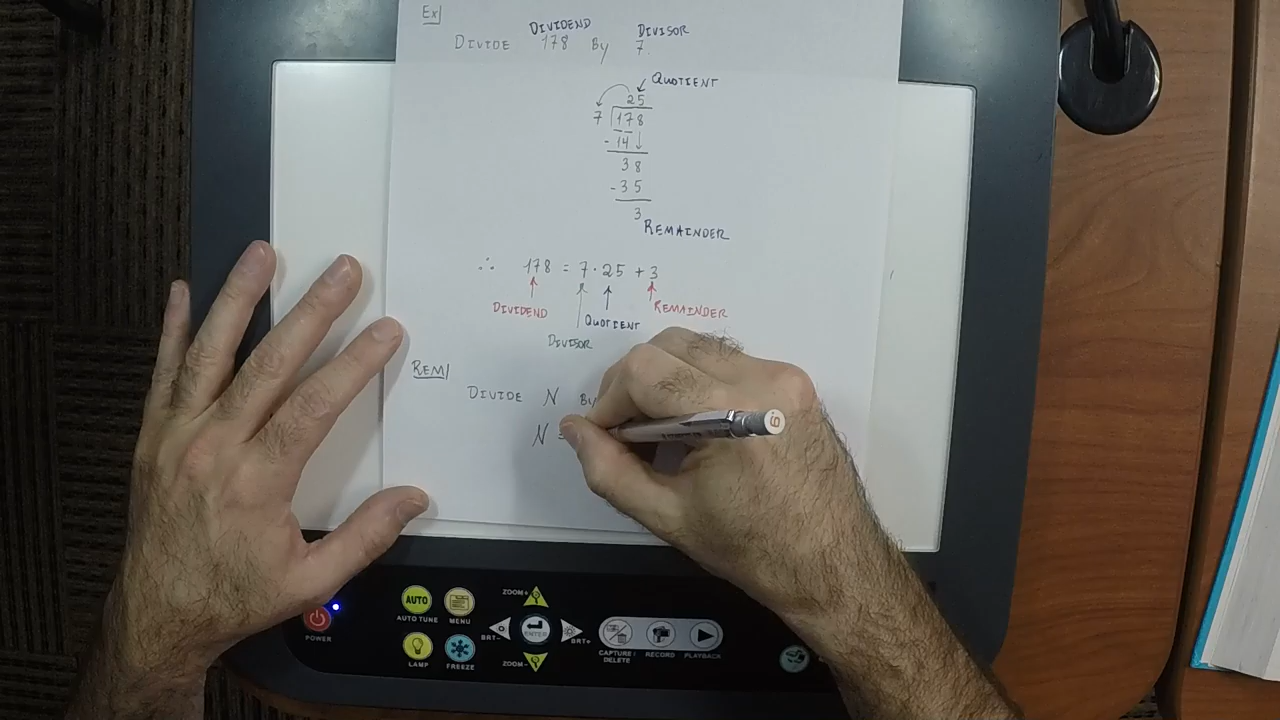 Ex/
DIVIDEND DIVISOR
DIVIDE 178 By 7.
QUOTIENT
25
7 178
- 14
38
- 35
3
REMAINDER
∴ 178 = 7 · 25 + 3
DIVIDEND QUOTIENT REMAINDER
DIVISOR
REM/
DIVIDE N By
N =
AUTO
AUTO TUNE
MENU
ZOOM+
BRT-
ENTER
BRT+
ZOOM-
CAPTURE / DELETE
RECORD
PLAYBACK
POWER
LAMP
FREEZE